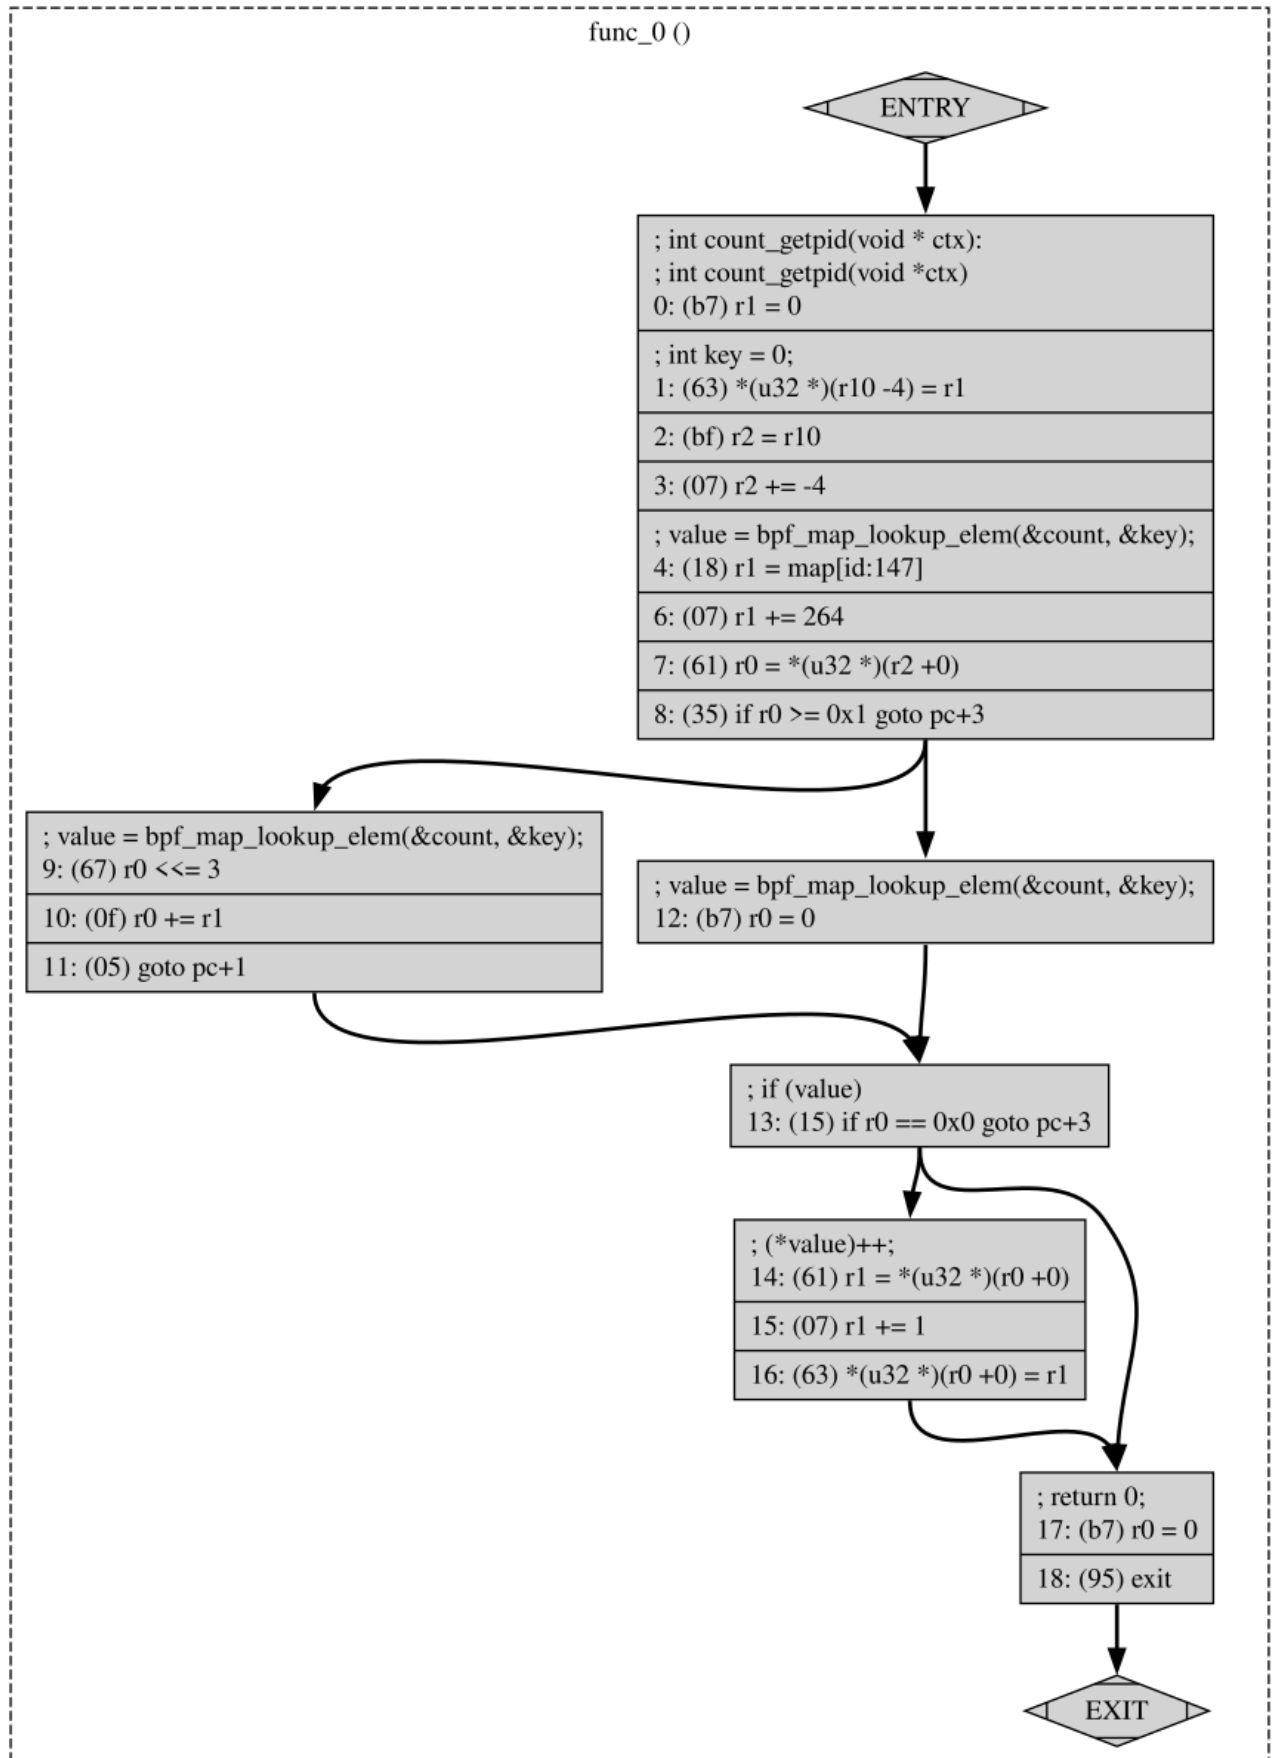 func_0 ()
ENTRY
; int count_getpid(void * ctx):
; int count_getpid(void *ctx)
0: (b7) r1 = 0
; int key = 0;
1: (63) *(u32 *)(r10 -4) = r1
2: (bf) r2 = r10
3: (07) r2 += -4
; value = bpf_map_lookup_elem(&count, &key);
4: (18) r1 = map[id:147]
6: (07) r1 += 264
7: (61) r0 = *(u32 *)(r2 +0)
8: (35) if r0 >= 0x1 goto pc+3
; value = bpf_map_lookup_elem(&count, &key);
9: (67) r0 <<= 3
10: (0f) r0 += r1
11: (05) goto pc+1
; value = bpf_map_lookup_elem(&count, &key);
12: (b7) r0 = 0
; if (value)
13: (15) if r0 == 0x0 goto pc+3
; (*value)++;
14: (61) r1 = *(u32 *)(r0 +0)
15: (07) r1 += 1
16: (63) *(u32 *)(r0 +0) = r1
; return 0;
17: (b7) r0 = 0
18: (95) exit
EXIT